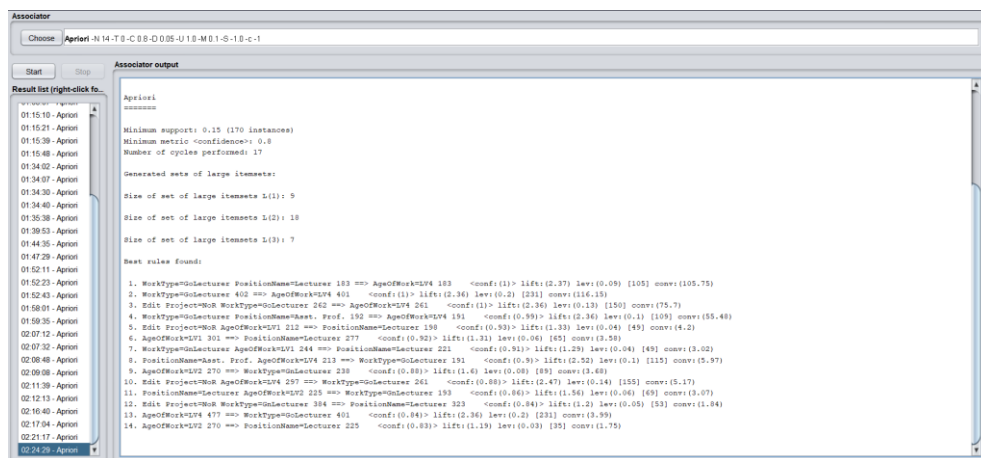 Associator
Choose Apriori -N 14 -T 0 -C 0.8 -D 0.05 -U 1.0 -M 0.1 -S -1.0 -c -1
Start Stop
Result list (right-click fo...
01:15:10 - Apriori
01:15:21 - Apriori
01:15:39 - Apriori
01:15:48 - Apriori
01:34:02 - Apriori
01:34:07 - Apriori
01:34:30 - Apriori
01:34:40 - Apriori
01:35:38 - Apriori
01:39:53 - Apriori
01:44:35 - Apriori
01:47:29 - Apriori
01:52:11 - Apriori
01:52:23 - Apriori
01:52:43 - Apriori
01:58:01 - Apriori
01:59:35 - Apriori
02:07:12 - Apriori
02:07:32 - Apriori
02:08:48 - Apriori
02:09:08 - Apriori
02:11:39 - Apriori
02:12:13 - Apriori
02:16:40 - Apriori
02:17:04 - Apriori
02:21:17 - Apriori
02:24:29 - Apriori
Associator output
Apriori
=======
Minimum support: 0.15 (170 instances)
Minimum metric <confidence>: 0.8
Number of cycles performed: 17
Generated sets of large itemsets:
Size of set of large itemsets L(1): 9
Size of set of large itemsets L(2): 18
Size of set of large itemsets L(3): 7
Best rules found:
1. WorkType=GoLecturer PositionName=Lecturer 183 ==> AgeOfWork=LV4 183 <conf:(1)> lift:(2.37) lev:(0.09) [105] conv:(105.75)
2. WorkType=GoLecturer 402 ==> AgeOfWork=LV4 401 <conf:(1)> lift:(2.36) lev:(0.2) [231] conv:(116.15)
3. Edit Project=NoR WorkType=GoLecturer 262 ==> AgeOfWork=LV4 261 <conf:(1)> lift:(2.36) lev:(0.13) [150] conv:(75.7)
4. WorkType=GoLecturer PositionName=Asst. Prof. 192 ==> AgeOfWork=LV4 191 <conf:(0.99)> lift:(2.36) lev:(0.1) [109] conv:(55.48)
5. Edit Project=NoR AgeOfWork=LV1 212 ==> PositionName=Lecturer 198 <conf:(0.93)> lift:(1.33) lev:(0.04) [49] conv:(4.2)
6. AgeOfWork=LV1 301 ==> PositionName=Lecturer 277 <conf:(0.92)> lift:(1.31) lev:(0.06) [65] conv:(3.58)
7. WorkType=GnLecturer AgeOfWork=LV1 244 ==> PositionName=Lecturer 221 <conf:(0.91)> lift:(1.29) lev:(0.04) [49] conv:(3.02)
8. PositionName=Asst. Prof. AgeOfWork=LV4 213 ==> WorkType=GoLecturer 191 <conf:(0.9)> lift:(2.52) lev:(0.1) [115] conv:(5.97)
9. AgeOfWork=LV2 270 ==> WorkType=GnLecturer 238 <conf:(0.88)> lift:(1.6) lev:(0.08) [89] conv:(3.68)
10. Edit Project=NoR AgeOfWork=LV4 297 ==> WorkType=GoLecturer 261 <conf:(0.88)> lift:(2.47) lev:(0.14) [155] conv:(5.17)
11. PositionName=Lecturer AgeOfWork=LV2 225 ==> WorkType=GnLecturer 193 <conf:(0.86)> lift:(1.56) lev:(0.06) [69] conv:(3.07)
12. Edit Project=NoR WorkType=GnLecturer 384 ==> PositionName=Lecturer 323 <conf:(0.84)> lift:(1.2) lev:(0.05) [53] conv:(1.84)
13. AgeOfWork=LV4 477 ==> WorkType=GoLecturer 401 <conf:(0.84)> lift:(2.36) lev:(0.2) [231] conv:(3.99)
14. AgeOfWork=LV2 270 ==> PositionName=Lecturer 225 <conf:(0.83)> lift:(1.19) lev:(0.03) [35] conv:(1.75)